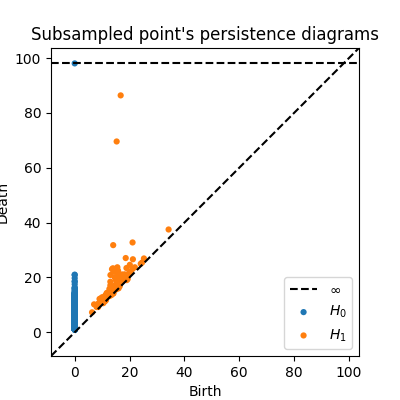 Subsampled point's persistence diagrams
100
80
60
40
20
0
Death
0 20 40 60 80 100
Birth
∞
H₀
H₁